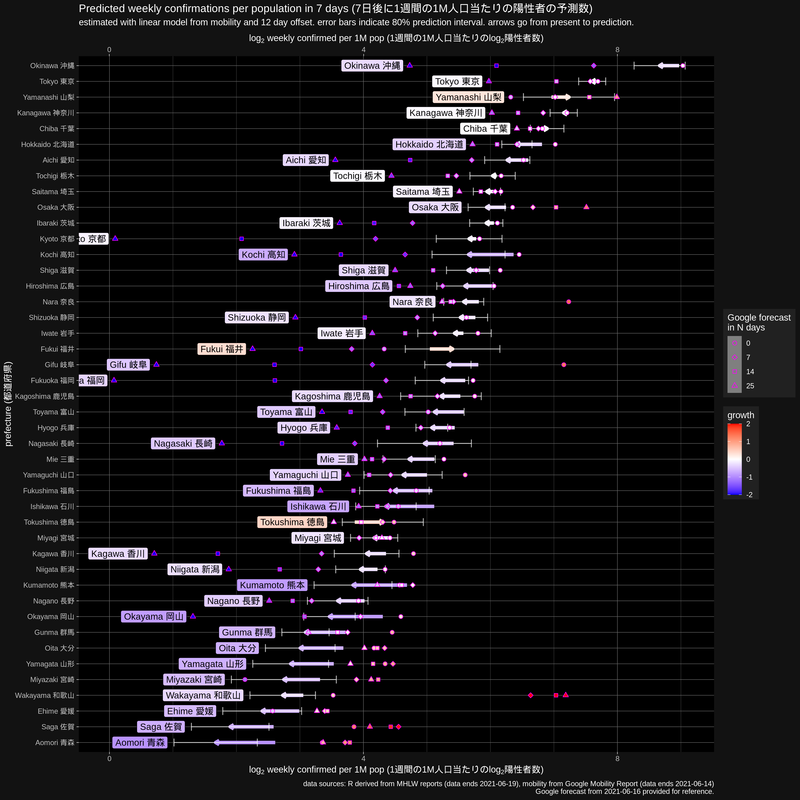 Predicted weekly confirmations per population in 7 days (7日後に1週間の1M人口当たりの陽性者の予測数)
estimated with linear model from mobility and 12 day offset. error bars indicate 80% prediction interval. arrows go from present to prediction.
log2 weekly confirmed per 1M pop (1週間の1M人口当たりのlog2陽性者数)
0 4 8
Okinawa 沖縄 Okinawa 沖縄
Tokyo 東京 Tokyo 東京
Yamanashi 山梨 Yamanashi 山梨
Kanagawa 神奈川 Kanagawa 神奈川
Chiba 千葉 Chiba 千葉
Hokkaido 北海道 Hokkaido 北海道
Aichi 愛知 Aichi 愛知
Tochigi 栃木 Tochigi 栃木
Saitama 埼玉 Saitama 埼玉
Osaka 大阪 Osaka 大阪
Ibaraki 茨城 Ibaraki 茨城
Kyoto 京都 to 京都
Kochi 高知 Kochi 高知
Shiga 滋賀 Shiga 滋賀
Hiroshima 広島 Hiroshima 広島
Nara 奈良 Nara 奈良
Shizuoka 静岡 Shizuoka 静岡
Iwate 岩手 Iwate 岩手
Fukui 福井 Fukui 福井
Gifu 岐阜 Gifu 岐阜
Fukuoka 福岡 a 福岡
Kagoshima 鹿児島 Kagoshima 鹿児島
Toyama 富山 Toyama 富山
Hyogo 兵庫 Hyogo 兵庫
Nagasaki 長崎 Nagasaki 長崎
Mie 三重 Mie 三重
Yamaguchi 山口 Yamaguchi 山口
Fukushima 福島 Fukushima 福島
Ishikawa 石川 Ishikawa 石川
Tokushima 徳島 Tokushima 徳島
Miyagi 宮城 Miyagi 宮城
Kagawa 香川 Kagawa 香川
Niigata 新潟 Niigata 新潟
Kumamoto 熊本 Kumamoto 熊本
Nagano 長野 Nagano 長野
Okayama 岡山 Okayama 岡山
Gunma 群馬 Gunma 群馬
Oita 大分 Oita 大分
Yamagata 山形 Yamagata 山形
Miyazaki 宮崎 Miyazaki 宮崎
Wakayama 和歌山 Wakayama 和歌山
Ehime 愛媛 Ehime 愛媛
Saga 佐賀 Saga 佐賀
Aomori 青森 Aomori 青森
0 4 8
log2 weekly confirmed per 1M pop (1週間の1M人口当たりのlog2陽性者数)
prefecture (都道府県)
Google forecast
in N days
0
7
14
25
growth
2
1
0
-1
-2
data sources: R derived from MHLW reports (data ends 2021-06-19), mobility from Google Mobility Report (data ends 2021-06-14)
Google forecast from 2021-06-16 provided for reference.